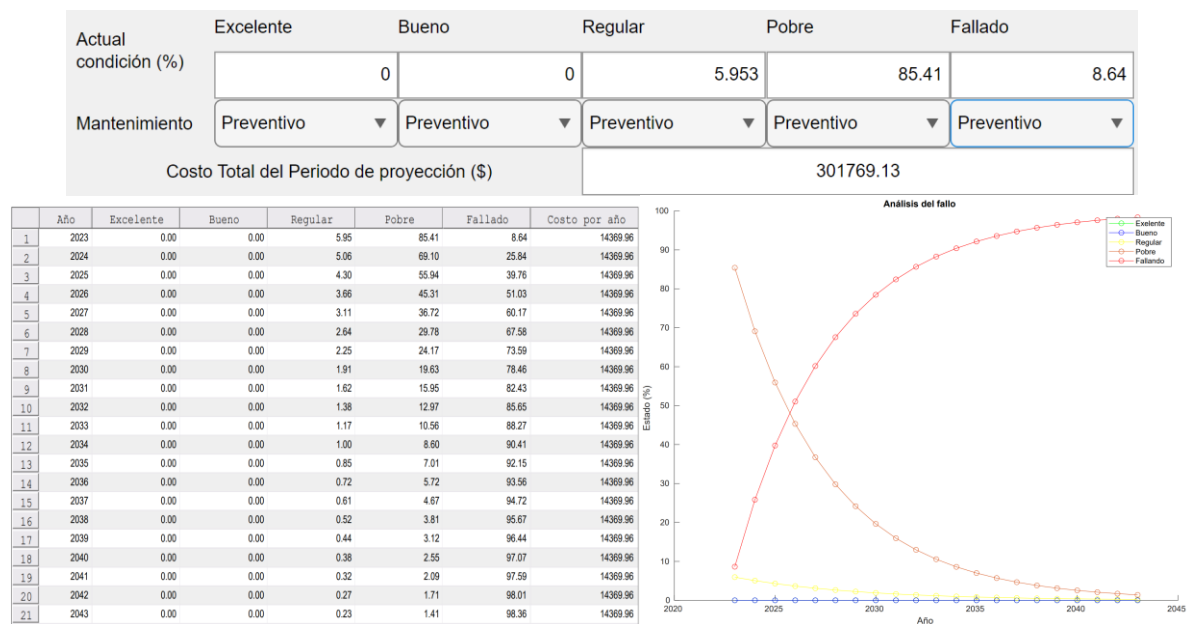 Actual condición (%) Excelente Bueno Regular Pobre Fallado
0 0 5.953 85.41 8.64
Mantenimiento Preventivo Preventivo Preventivo Preventivo Preventivo
Costo Total del Periodo de proyección ($) 301769.13
Año Excelente Bueno Regular Pobre Fallado Costo por año
1 2023 0.00 0.00 5.95 85.41 8.64 14369.96
2 2024 0.00 0.00 5.06 69.10 25.84 14369.96
3 2025 0.00 0.00 4.30 55.94 39.76 14369.96
4 2026 0.00 0.00 3.66 45.31 51.03 14369.96
5 2027 0.00 0.00 3.11 36.72 60.17 14369.96
6 2028 0.00 0.00 2.64 29.78 67.58 14369.96
7 2029 0.00 0.00 2.25 24.17 73.59 14369.96
8 2030 0.00 0.00 1.91 19.63 78.46 14369.96
9 2031 0.00 0.00 1.62 15.95 82.43 14369.96
10 2032 0.00 0.00 1.38 12.97 85.65 14369.96
11 2033 0.00 0.00 1.17 10.56 88.27 14369.96
12 2034 0.00 0.00 1.00 8.60 90.41 14369.96
13 2035 0.00 0.00 0.85 7.01 92.15 14369.96
14 2036 0.00 0.00 0.72 5.72 93.56 14369.96
15 2037 0.00 0.00 0.61 4.67 94.72 14369.96
16 2038 0.00 0.00 0.52 3.81 95.67 14369.96
17 2039 0.00 0.00 0.44 3.12 96.44 14369.96
18 2040 0.00 0.00 0.38 2.55 97.07 14369.96
19 2041 0.00 0.00 0.32 2.09 97.59 14369.96
20 2042 0.00 0.00 0.27 1.71 98.01 14369.96
21 2043 0.00 0.00 0.23 1.41 98.36 14369.96
Análisis del fallo
Exelente
Bueno
Regular
Pobre
Fallando
Estado (%)
100
90
80
70
60
50
40
30
20
10
0
2020 2025 2030 2035 2040 2045
Año